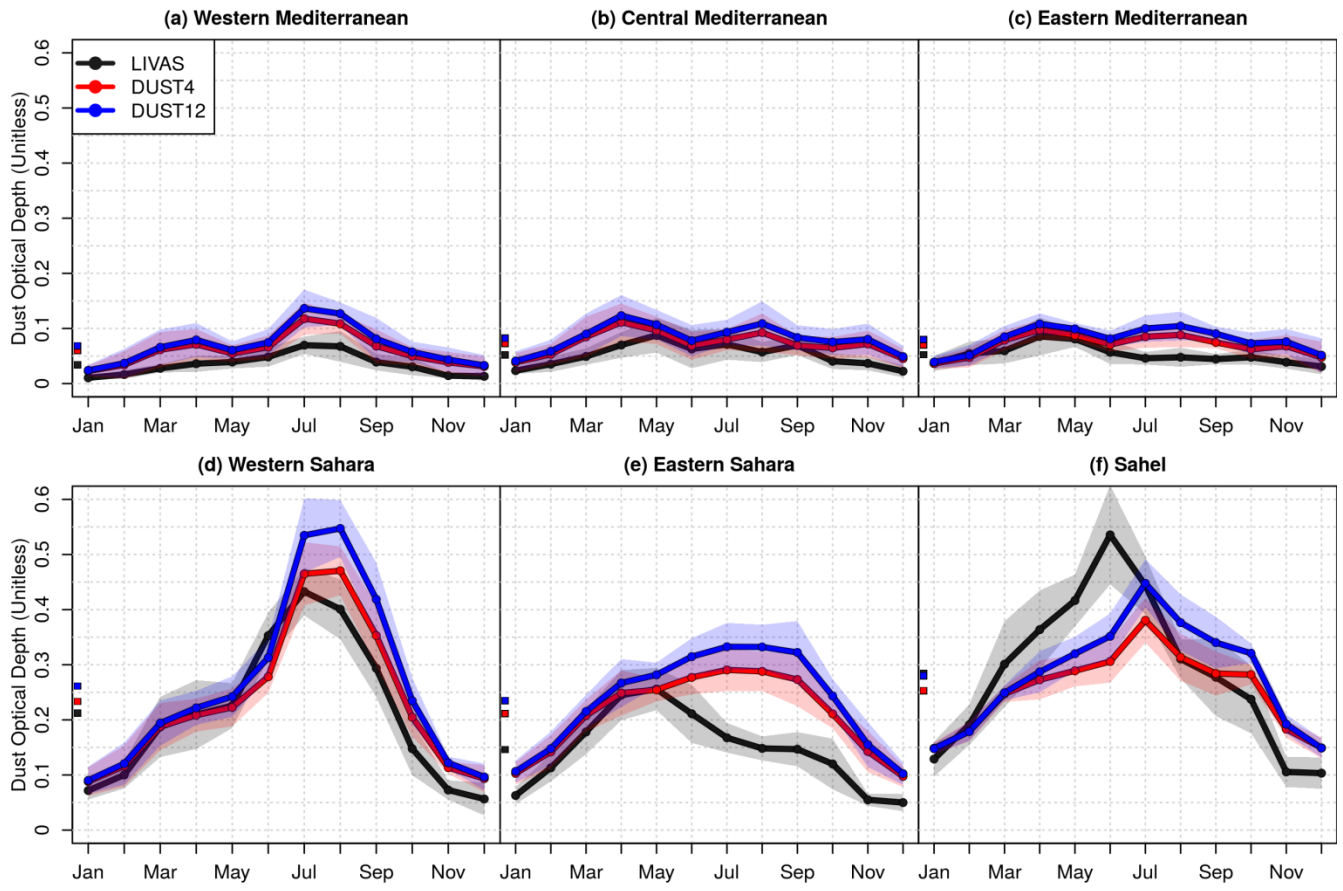 (a) Western Mediterranean
(b) Central Mediterranean
(c) Eastern Mediterranean
Dust Optical Depth (Unitless)
0.6
0.5
0.4
0.3
0.2
0.1
0
LIVAS
DUST4
DUST12
Jan Mar May Jul Sep Nov
Jan Mar May Jul Sep Nov
Jan Mar May Jul Sep Nov
(d) Western Sahara
(e) Eastern Sahara
(f) Sahel
Dust Optical Depth (Unitless)
0.6
0.5
0.4
0.3
0.2
0.1
0
Jan Mar May Jul Sep Nov
Jan Mar May Jul Sep Nov
Jan Mar May Jul Sep Nov